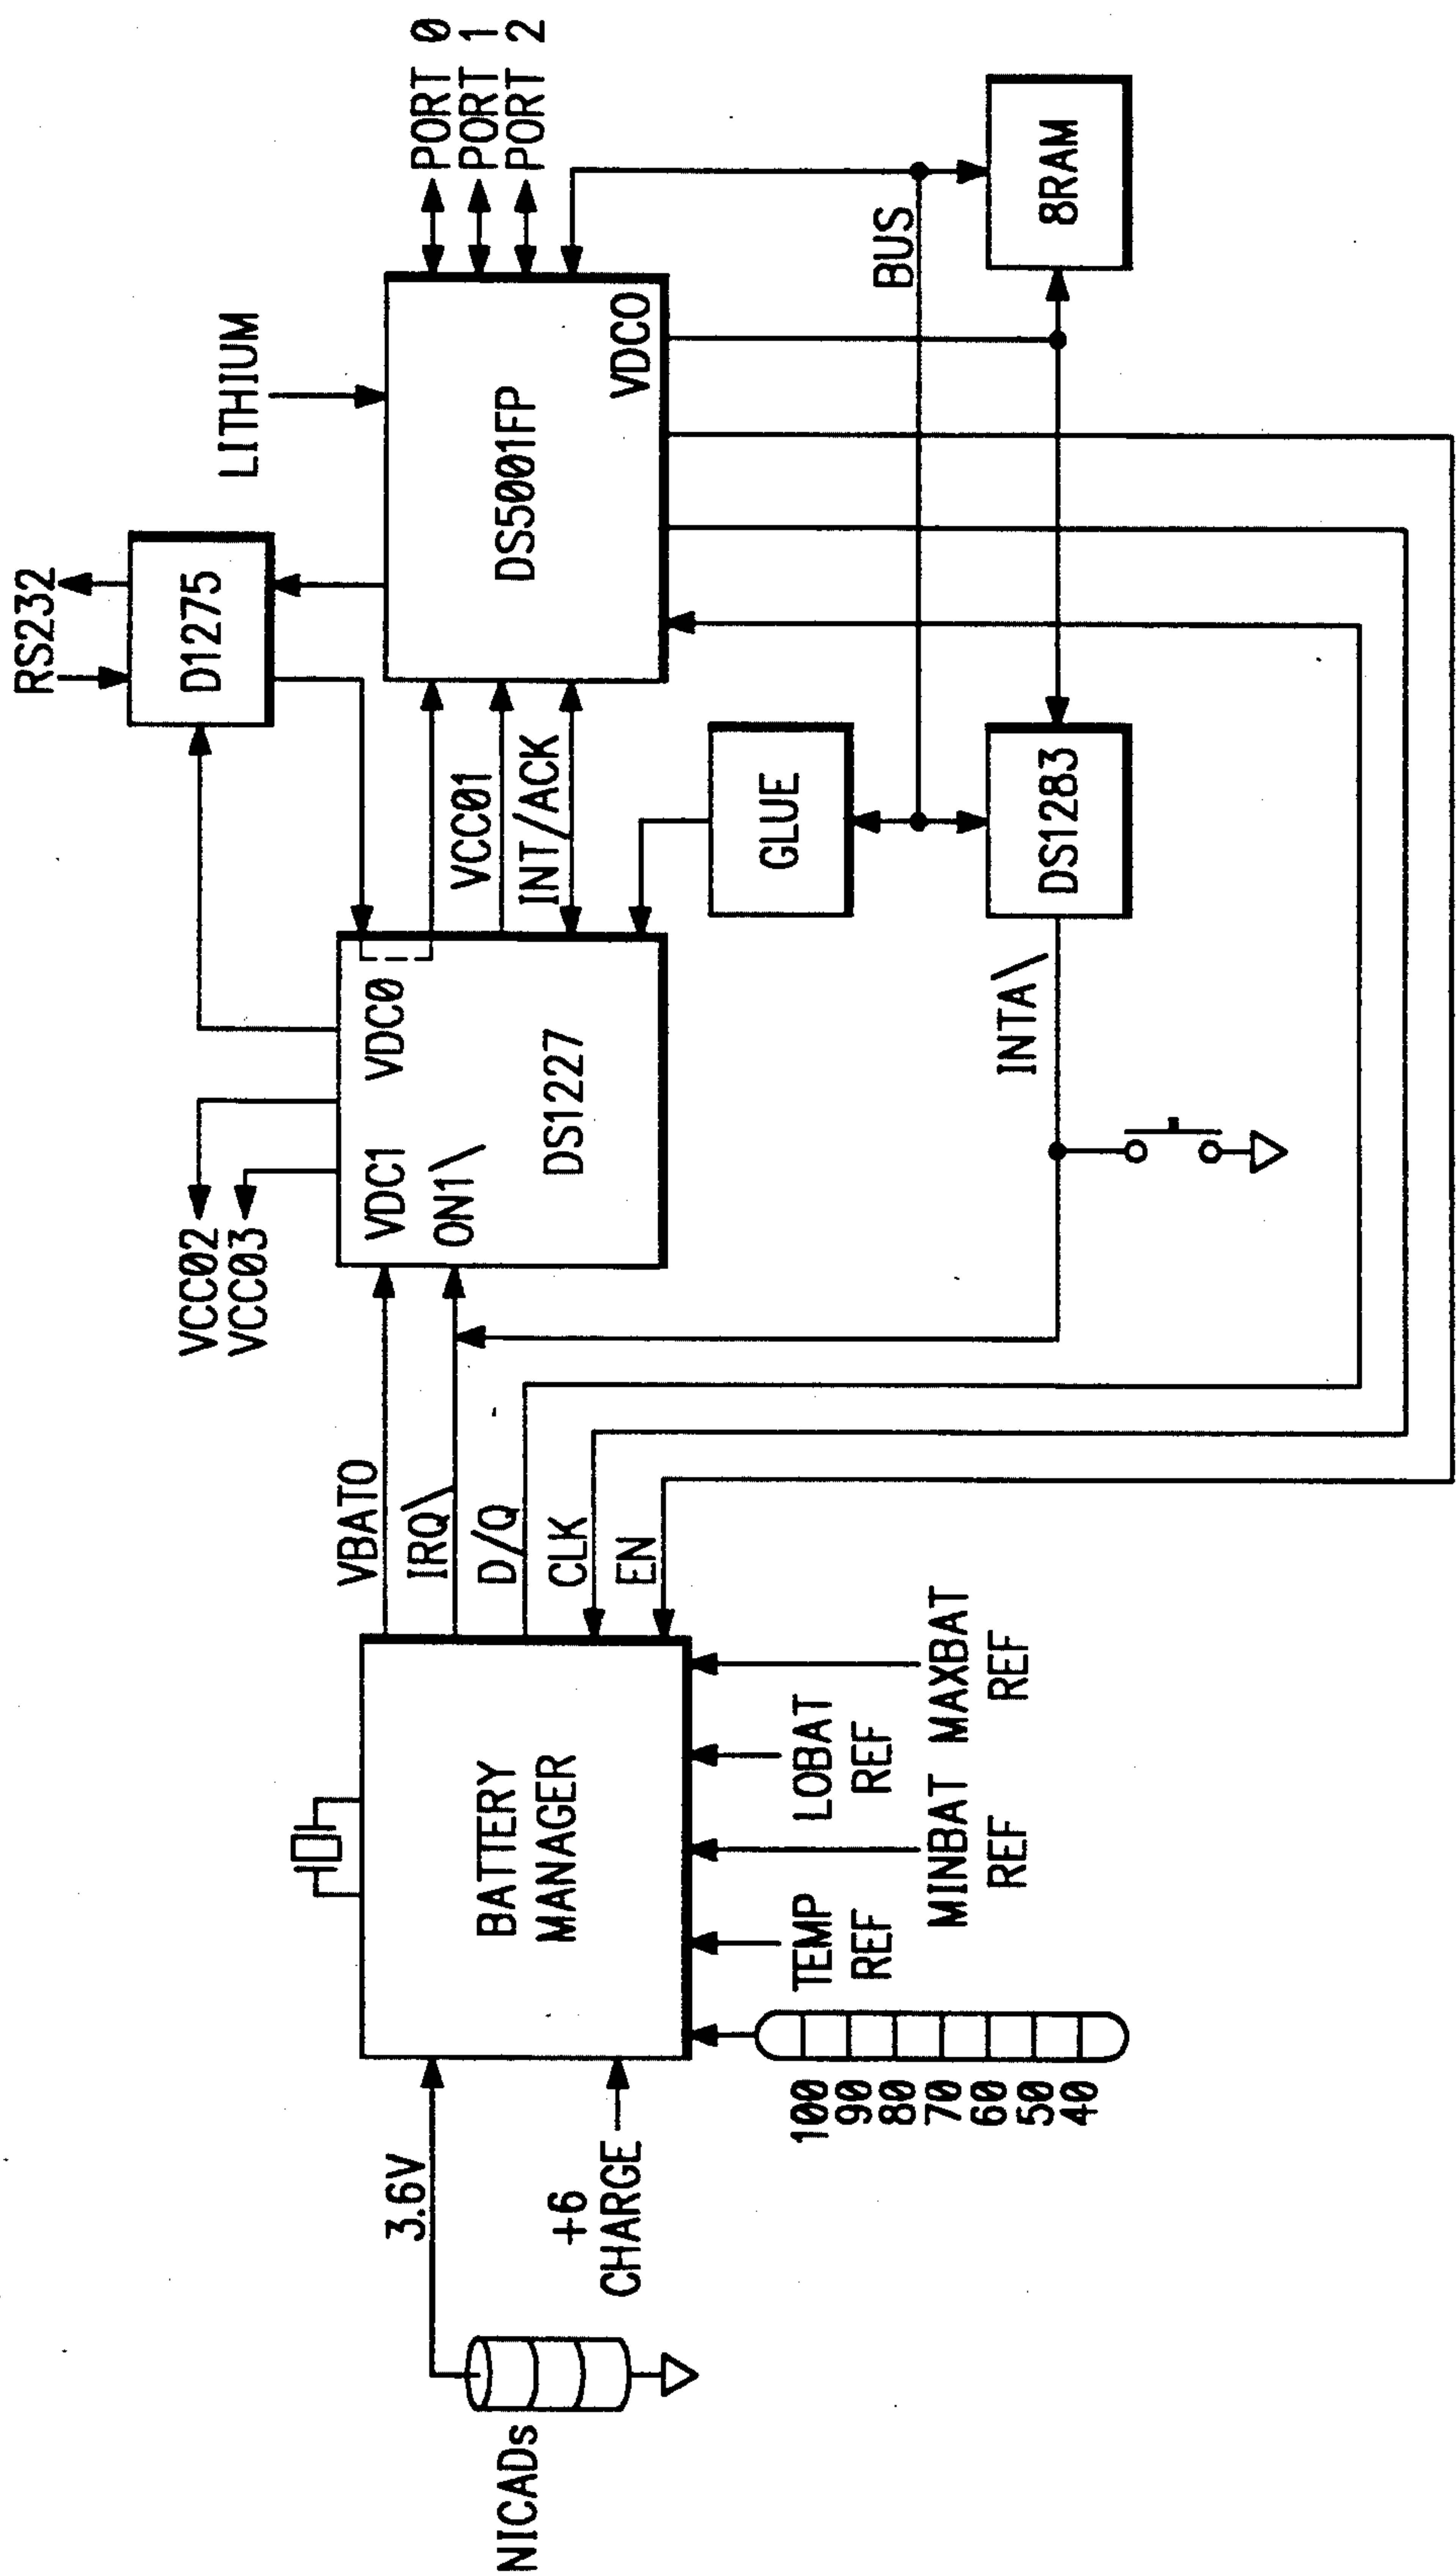 NICADs
3.6V
+6
CHARGE
BATTERY
MANAGER
100
90
80
70
60
50
40
TEMP
REF
MINBAT
REF
LOBAT
REF
MAXBAT
REF
VBATO
IRQ\
D/Q
CLK
EN
VCC02
VCC03
VDC1
VDC0
ON1\
DS1227
RS232
D1275
VCC01
INT/ACK
LITHIUM
DS5001FP
VDCO
PORT 0
PORT 1
PORT 2
GLUE
BUS
INTA\
DS1283
8RAM